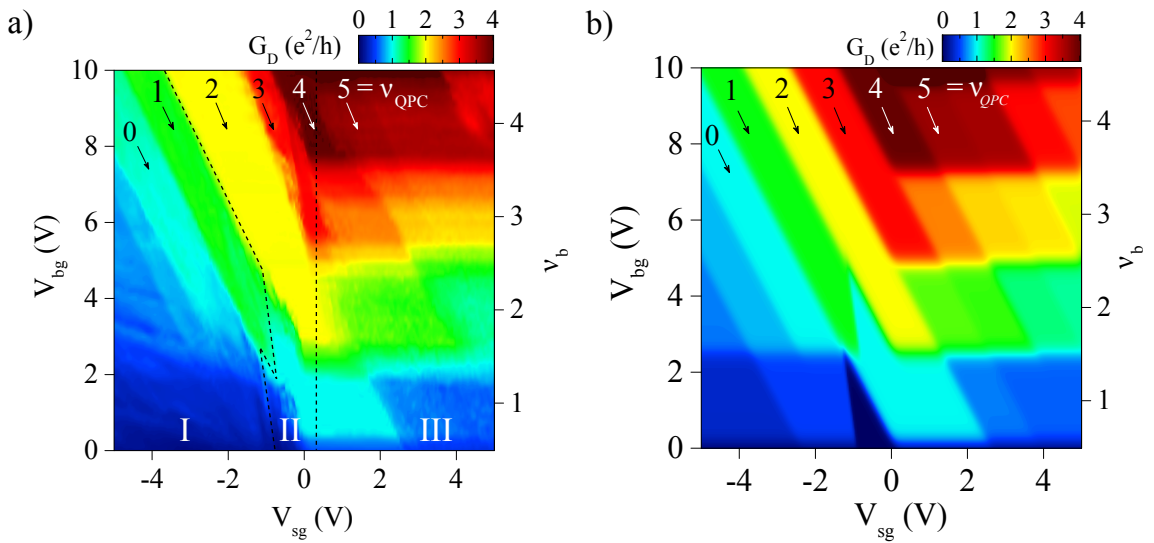 a)
G_D (e²/h)
0 1 2 3 4
10
8
6
4
2
0
V_bg (V)
0 1 2 3 4 5 = ν_QPC
I II III
-4 -2 0 2 4
V_sg (V)
4
3
2
1
ν_b
b)
G_D (e²/h)
0 1 2 3 4
10
8
6
4
2
0
V_bg (V)
0 1 2 3 4 5 = ν_QPC
-4 -2 0 2 4
V_sg (V)
4
3
2
1
ν_b